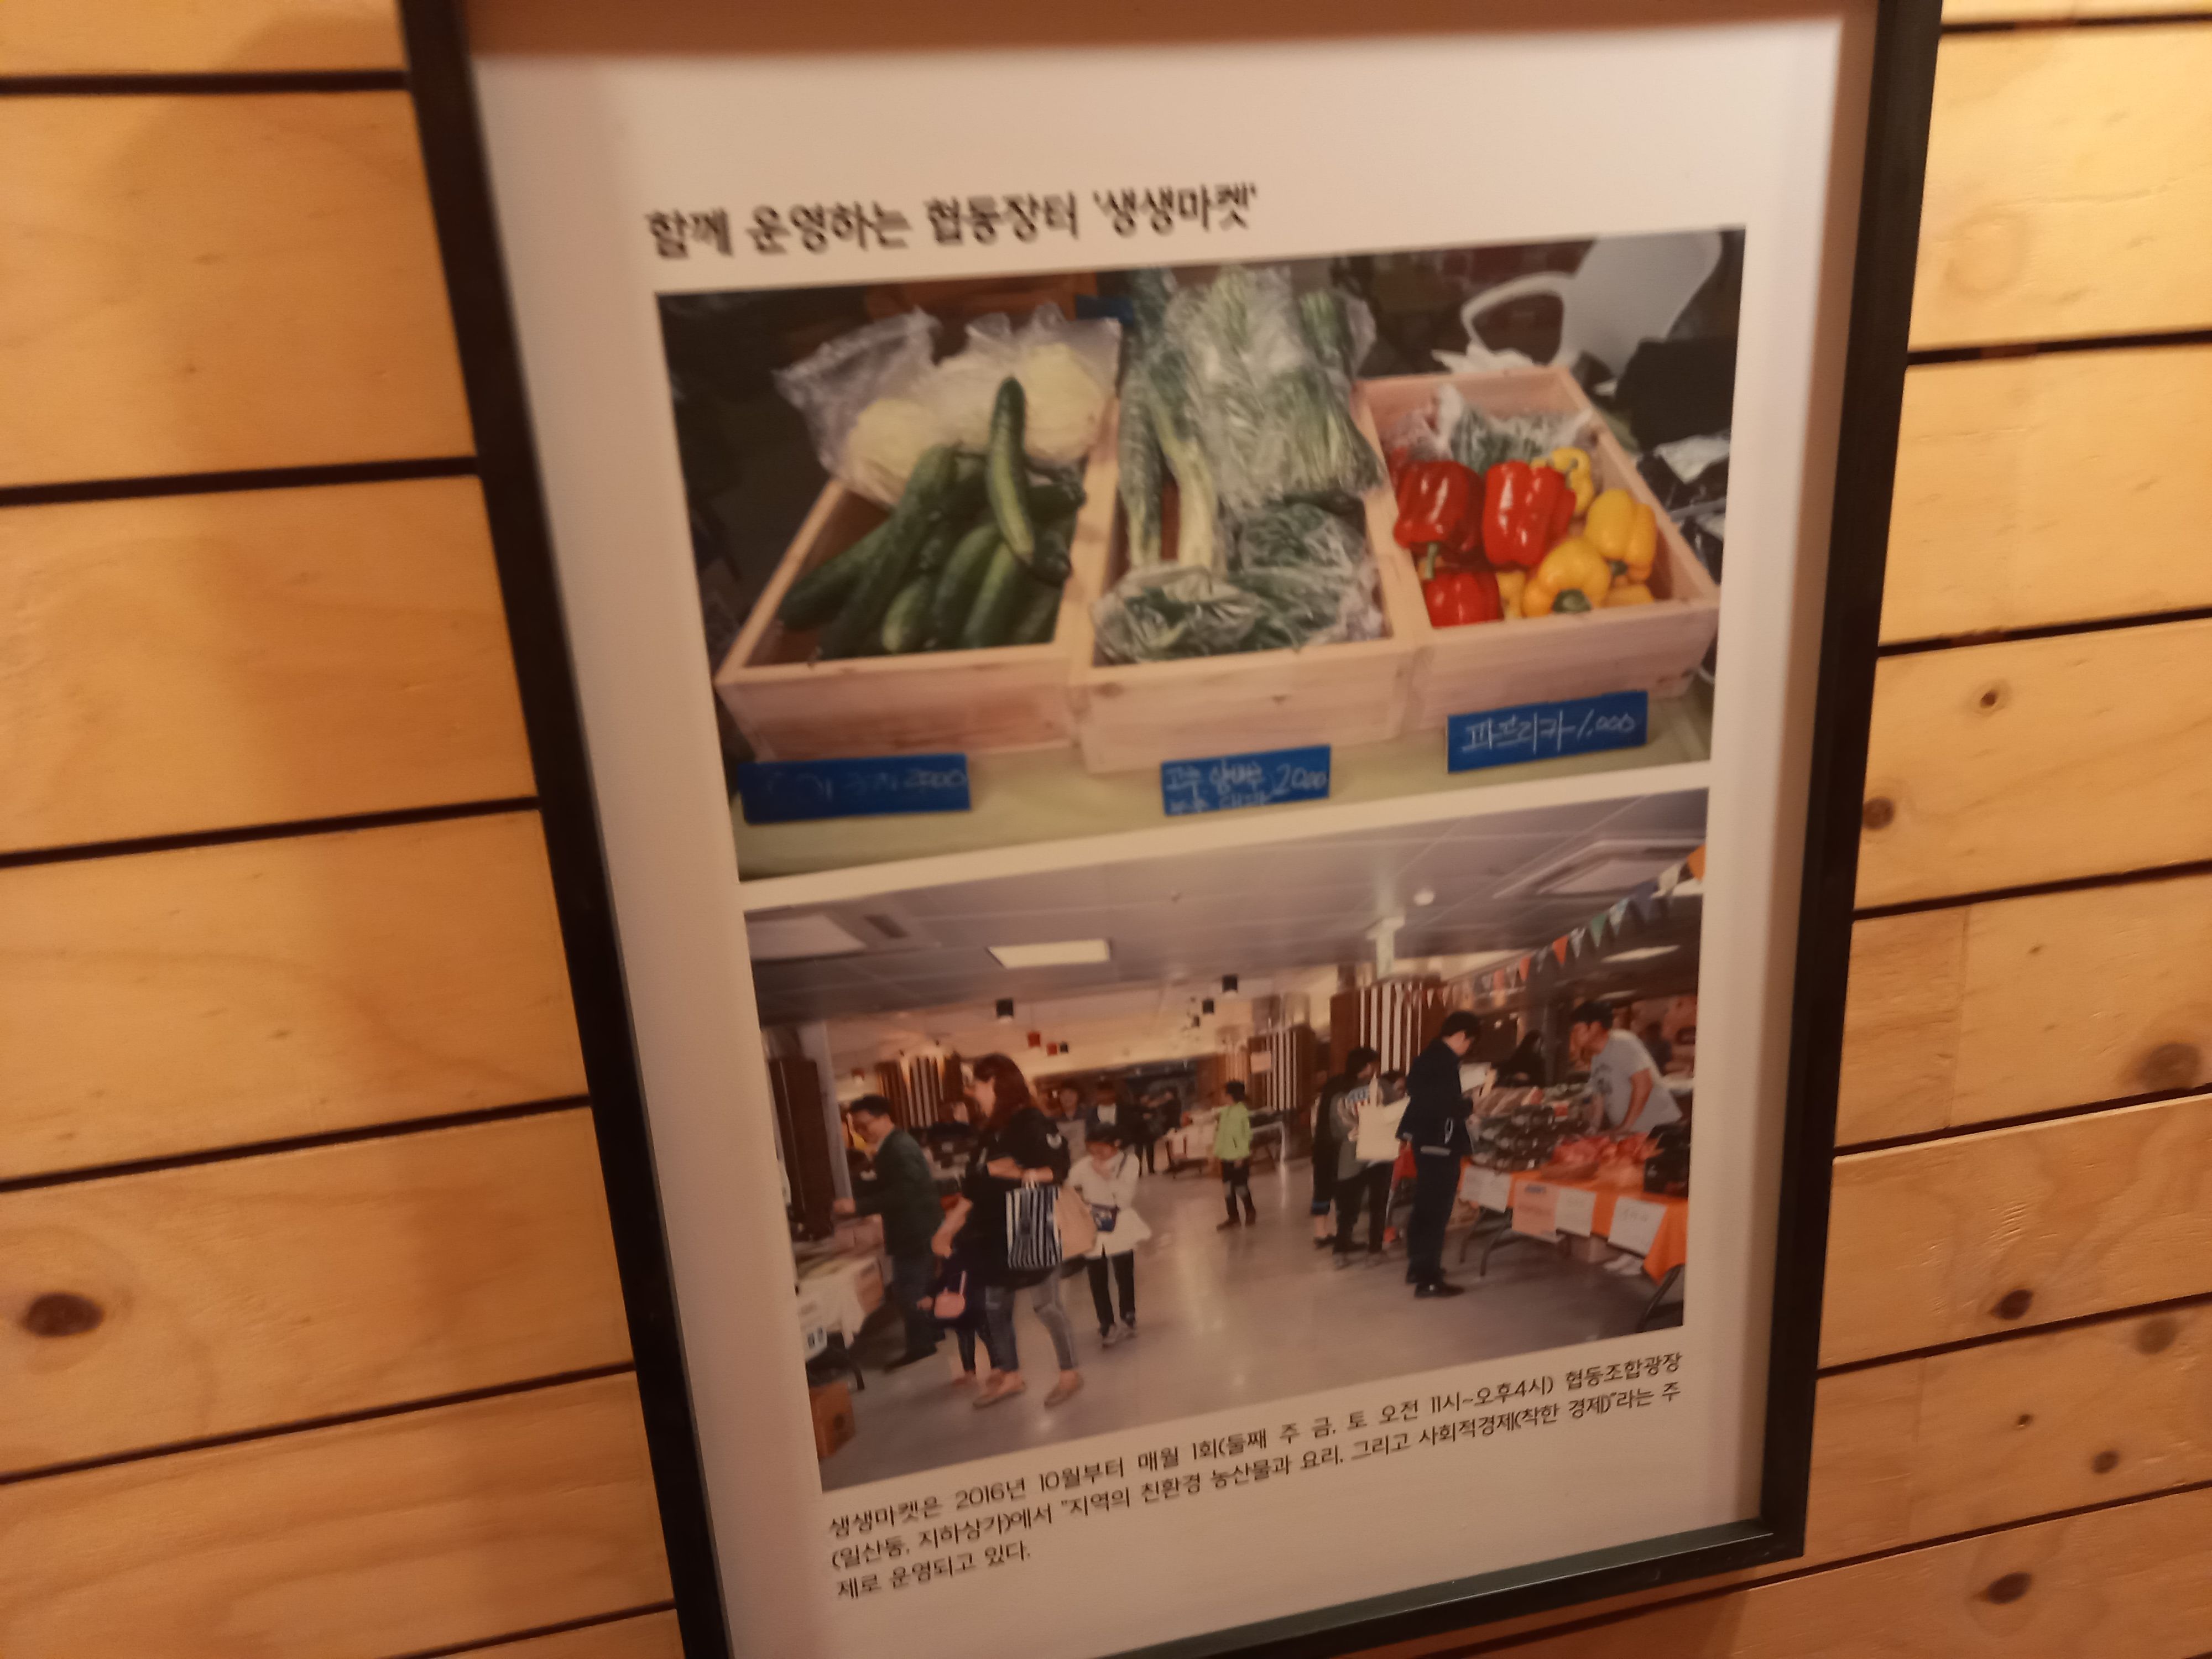 함께 운영하는 협동장터 '생생마켓'
2000
파프리카 1,000
생생마켓은 2016년 10월부터 매월 1회(둘째 주 금, 토 오전 11시~오후4시) 협동조합광장
(일산동, 지하상가)에서 "지역의 친환경 농산물과 요리, 그리고 사회적경제(착한 경제)"라는 주
제로 운영되고 있다.